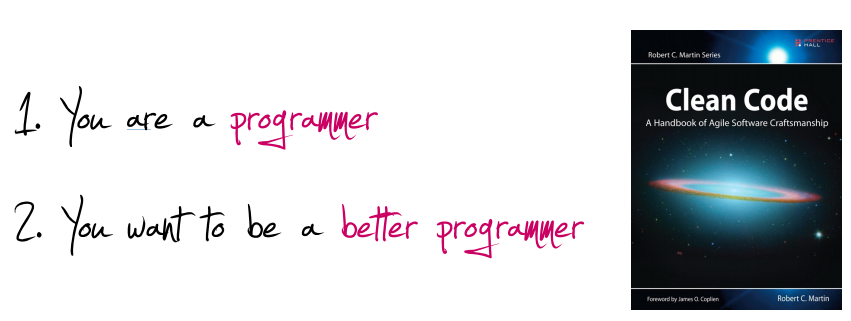 1. You are a programmer
2. You want to be a better programmer
PRENTICE
HALL
Robert C. Martin Series
Clean Code
A Handbook of Agile Software Craftsmanship
Foreword by James O. Coplien
Robert C. Martin